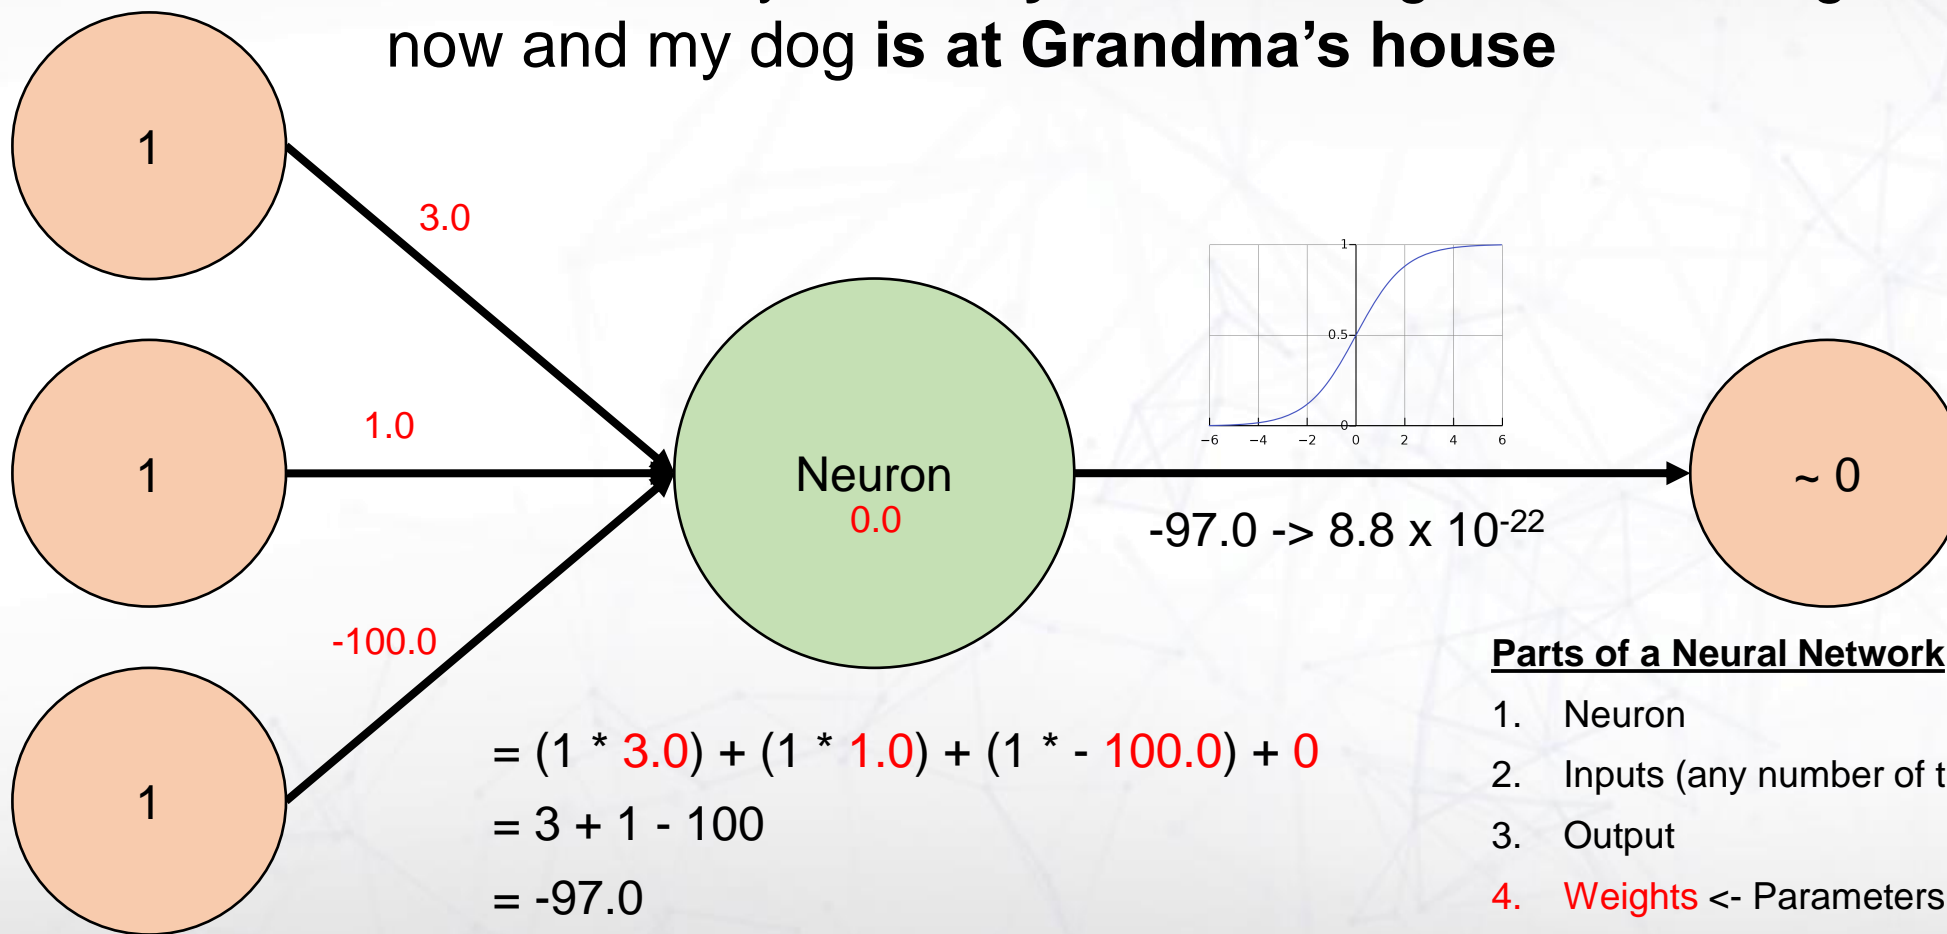 now and my dog is at Grandma's house
1
3.0
1
0.5
0
−6 −4 −2 0 2 4 6
1.0
1
Neuron
0.0
~ 0
-97.0 -> 8.8 x 10-22
-100.0
1
= (1 * 3.0) + (1 * 1.0) + (1 * - 100.0) + 0
= 3 + 1 - 100
= -97.0
Parts of a Neural Network
1. Neuron
2. Inputs (any number of t
3. Output
4. Weights <- Parameters